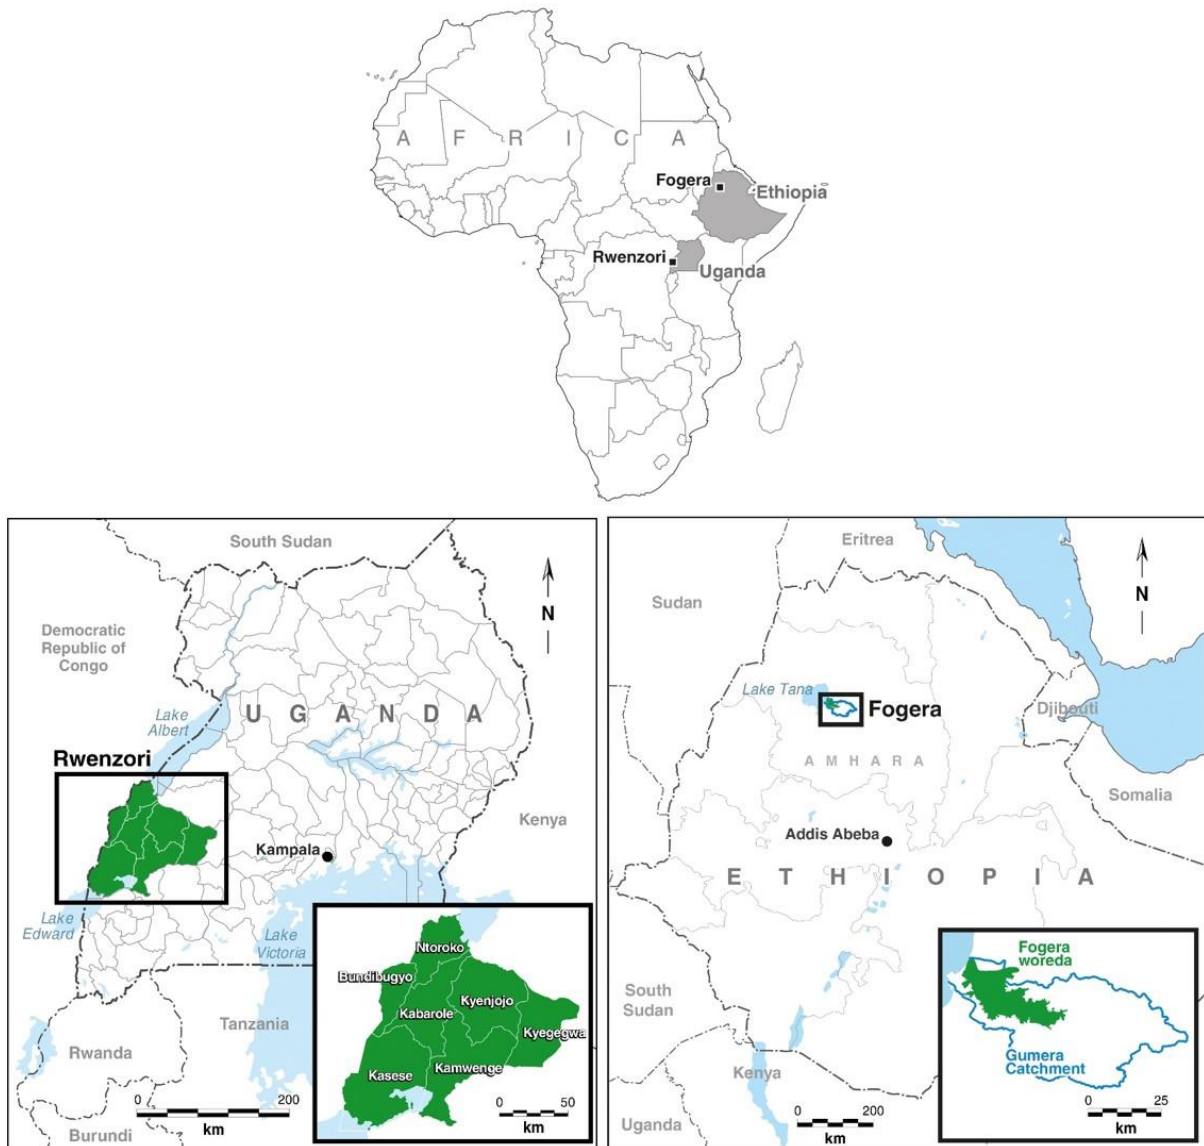 A F R I C A
Fogera
Ethiopia
Rwenzori
Uganda
South Sudan
N
Democratic
Republic of
Congo
Lake
Albert
U G A N D A
Rwenzori
Kenya
Kampala
Lake
Edward
Lake
Victoria
Tanzania
Rwanda
Burundi
0 200
km
Ntoroko
Bundibugyo
Kyenjojo
Kabarole
Kyegegwa
Kasese
Kamwenge
0 50
km
Eritrea
Sudan
N
Lake Tana
Fogera
Djibouti
A M H A R A
Somalia
Addis Abeba
E T H I O P I A
South
Sudan
Kenya
Uganda
0 200
km
Fogera
woreda
Gumera
Catchment
0 25
km